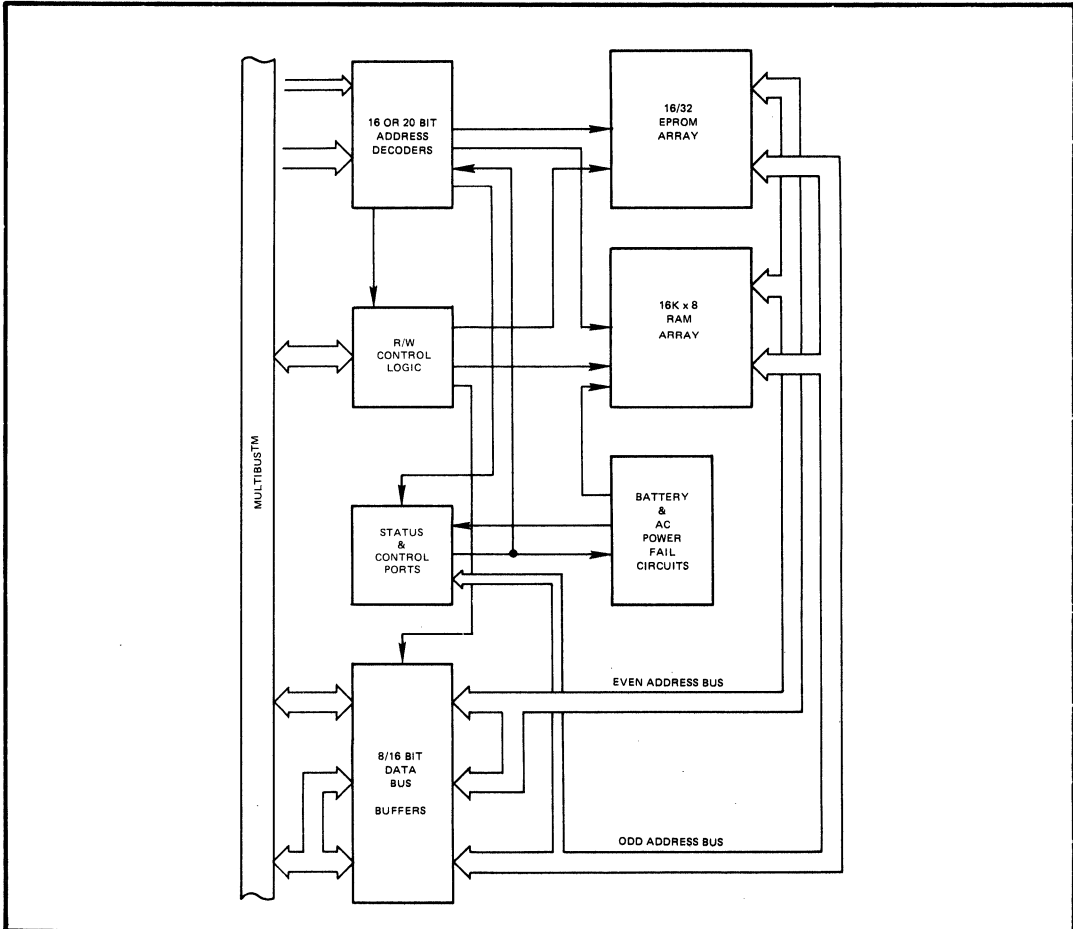 16 OR 20 BIT
ADDRESS
DECODERS
16/32
EPROM
ARRAY
16K x 8
RAM
ARRAY
R/W
CONTROL
LOGIC
MULTIBUS™
STATUS
&
CONTROL
PORTS
BATTERY
&
AC
POWER
FAIL
CIRCUITS
EVEN ADDRESS BUS
8/16 BIT
DATA
BUS
BUFFERS
ODD ADDRESS BUS